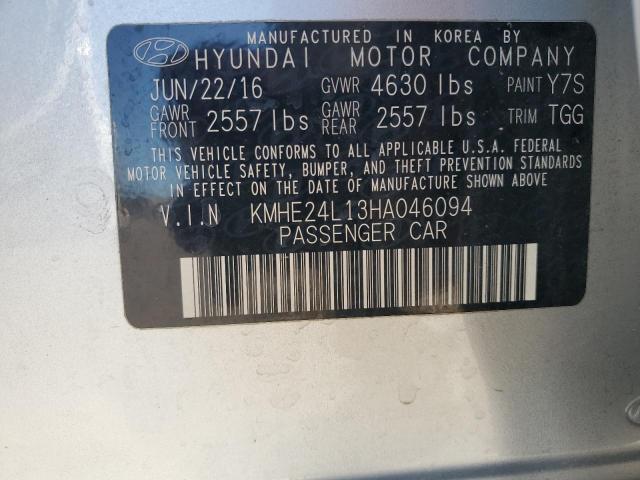 MANUFACTURED IN KOREA BY
HYUNDAI MOTOR COMPANY
JUN/22/16 GVWR 4630 lbs PAINT Y7S
GAWR FRONT 2557 lbs GAWR REAR 2557 lbs TRIM TGG
THIS VEHICLE CONFORMS TO ALL APPLICABLE U.S.A. FEDERAL
MOTOR VEHICLE SAFETY, BUMPER, AND THEFT PREVENTION STANDARDS
IN EFFECT ON THE DATE OF MANUFACTURE SHOWN ABOVE
V.I.N KMHE24L13HA046094
PASSENGER CAR